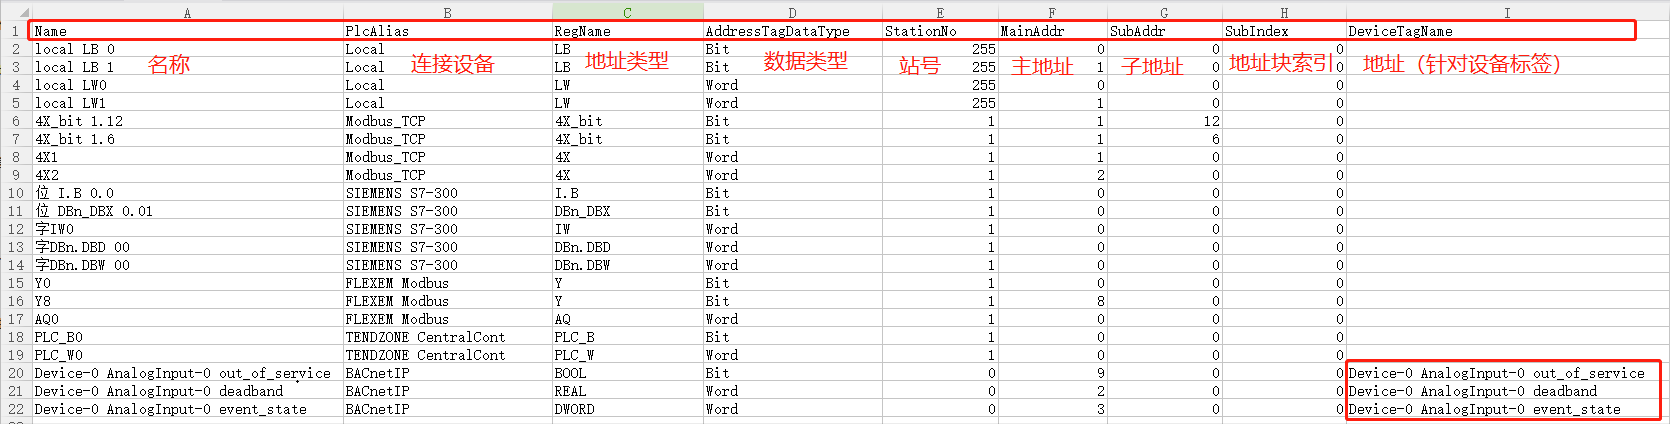 A B C D E F G H I
1 Name PlcAlias RegName AddressTagDataType StationNo MainAddr SubAddr SubIndex DeviceTagName
2 local LB 0 Local LB Bit 255 0 0 0
名称 连接设备 地址类型 数据类型 站号 主地址 子地址 地址块索引 地址（针对设备标签）
3 local LB 1 Local LB Bit 255 1 0 0
4 local LW0 Local LW Word 255 0 0 0
5 local LW1 Local LW Word 255 1 0 0
6 4X_bit 1.12 Modbus_TCP 4X_bit Bit 1 1 12 0
7 4X_bit 1.6 Modbus_TCP 4X_bit Bit 1 1 6 0
8 4X1 Modbus_TCP 4X Word 1 1 0 0
9 4X2 Modbus_TCP 4X Word 1 2 0 0
10 位 I.B 0.0 SIEMENS S7-300 I.B Bit 1 0 0 0
11 位 DBn_DBX 0.01 SIEMENS S7-300 DBn_DBX Bit 1 0 0 0
12 字IW0 SIEMENS S7-300 IW Word 1 0 0 0
13 字DBn.DBD 00 SIEMENS S7-300 DBn.DBD Word 1 0 0 0
14 字DBn.DBW 00 SIEMENS S7-300 DBn.DBW Word 1 0 0 0
15 Y0 FLEXEM Modbus Y Bit 1 0 0 0
16 Y8 FLEXEM Modbus Y Bit 1 8 0 0
17 AQ0 FLEXEM Modbus AQ Word 1 0 0 0
18 PLC_B0 TENDZONE CentralCont PLC_B Bit 1 0 0 0
19 PLC_W0 TENDZONE CentralCont PLC_W Word 1 0 0 0
20 Device-0 AnalogInput-0 out_of_service BACnetIP BOOL Bit 0 9 0 0 Device-0 AnalogInput-0 out_of_service
21 Device-0 AnalogInput-0 deadband BACnetIP REAL Word 0 2 0 0 Device-0 AnalogInput-0 deadband
22 Device-0 AnalogInput-0 event_state BACnetIP DWORD Word 0 3 0 0 Device-0 AnalogInput-0 event_state